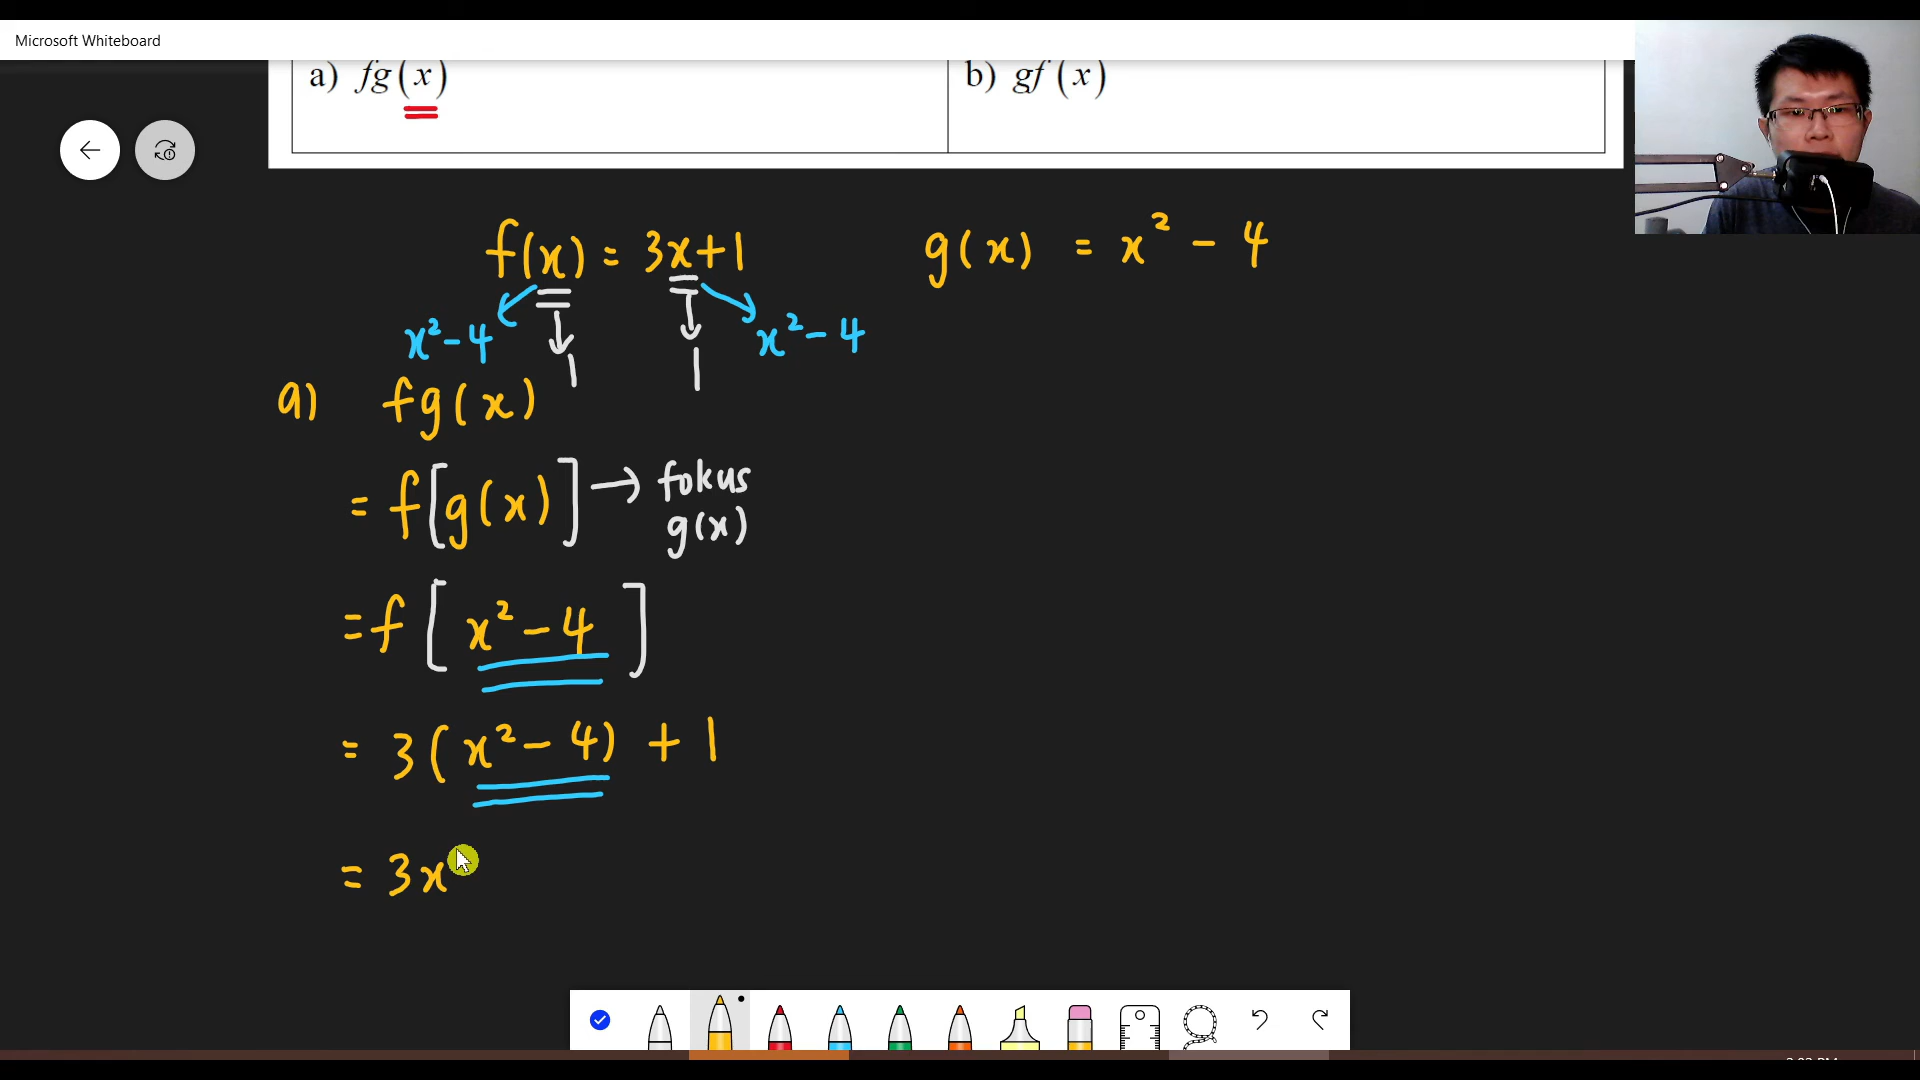 Microsoft Whiteboard
a) fg(x)
b) gf(x)
f(x) = 3x+1
g(x) = x² - 4
x²-4
x²-4
1
1
a) fg(x)
= f[g(x)] → fokus
g(x)
= f[x²-4]
= 3(x²-4) + 1
= 3x